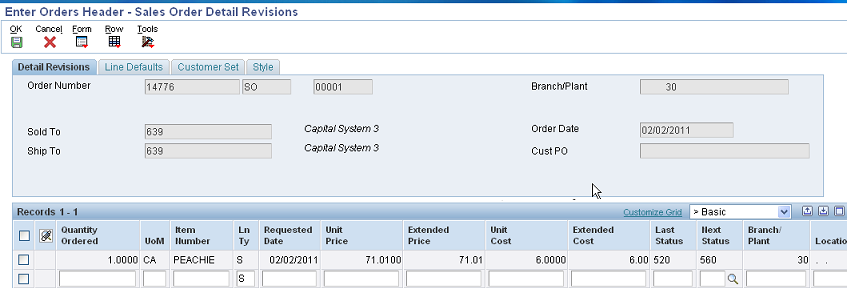 Enter Orders Header - Sales Order Detail Revisions
OK Cancel Form Row Tools
Detail Revisions Line Defaults Customer Set Style
Order Number 14776 SO 00001 Branch/Plant 30
Sold To 639 Capital System 3 Order Date 02/02/2011
Ship To 639 Capital System 3 Cust PO
Records 1 - 1 Customize Grid > Basic
Quantity Ordered UoM Item Number Ln Ty Requested Date Unit Price Extended Price Unit Cost Extended Cost Last Status Next Status Branch/ Plant Locatio
1.0000 CA PEACHIE S 02/02/2011 71.0100 71.01 6.0000 6.00 520 560 30 . .
S